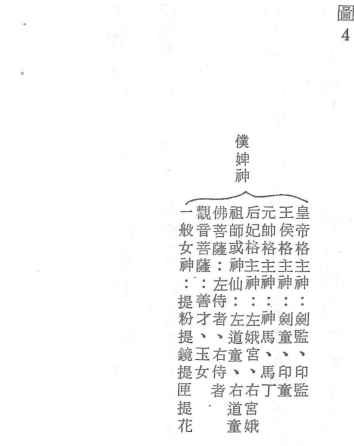 圖4
僕婢神
皇帝格主神：劍監、印監
王侯格主神：劍童、印童
元帥格主神：神馬、馬丁
后妃格主神：左娥宮、右宮娥
祖師或神仙：左道童、右道童
佛菩薩：左侍者、右侍者
觀音菩薩：善才、玉女
一般女神：提粉提鏡提匣提花